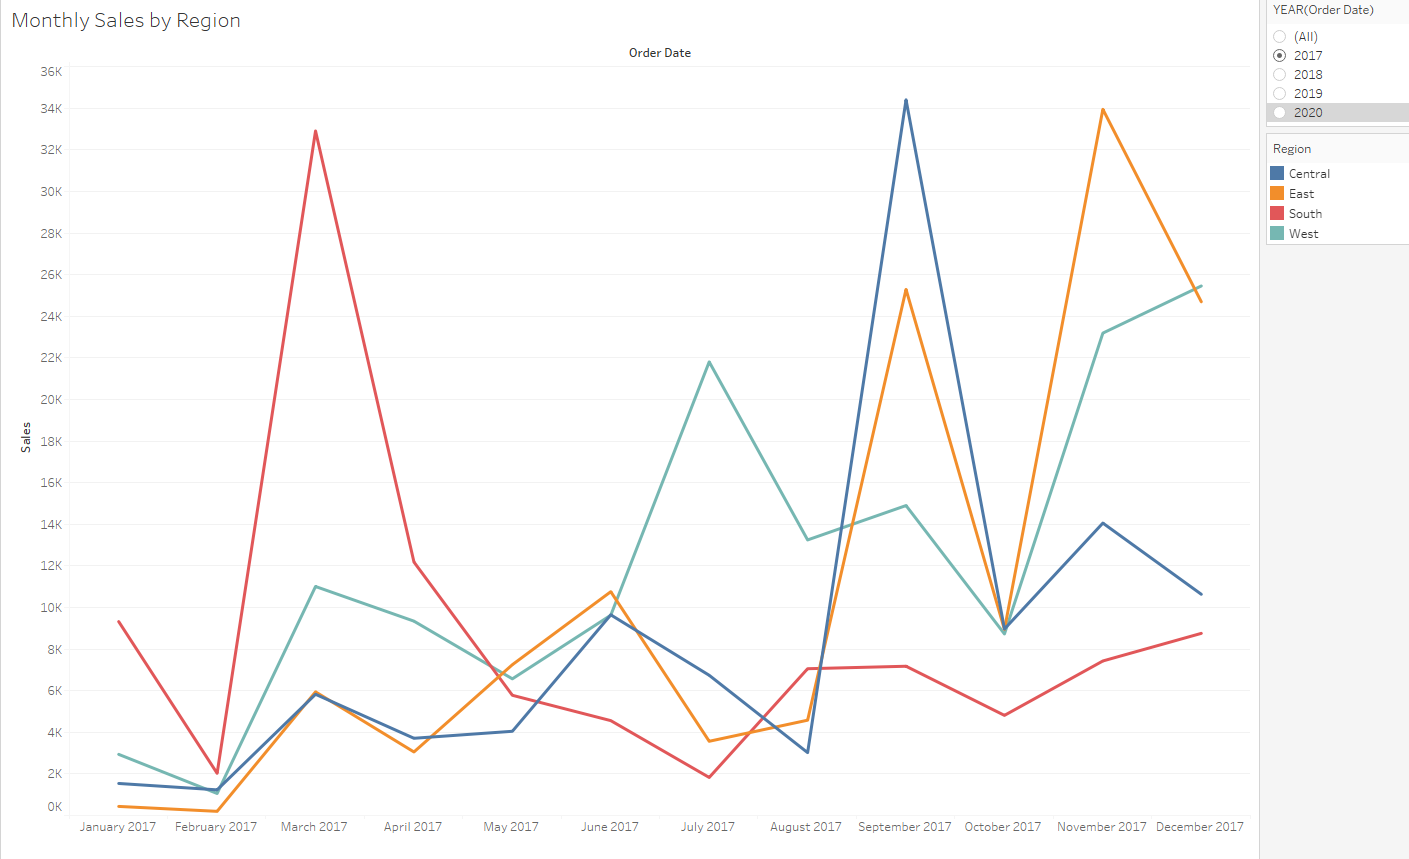 Monthly Sales by Region
Order Date
36K
34K
32K
30K
28K
26K
24K
22K
20K
18K
16K
14K
12K
10K
8K
6K
4K
2K
0K
Sales
January 2017 February 2017 March 2017 April 2017 May 2017 June 2017 July 2017 August 2017 September 2017 October 2017 November 2017 December 2017
YEAR(Order Date)
(All)
2017
2018
2019
2020
Region
Central
East
South
West